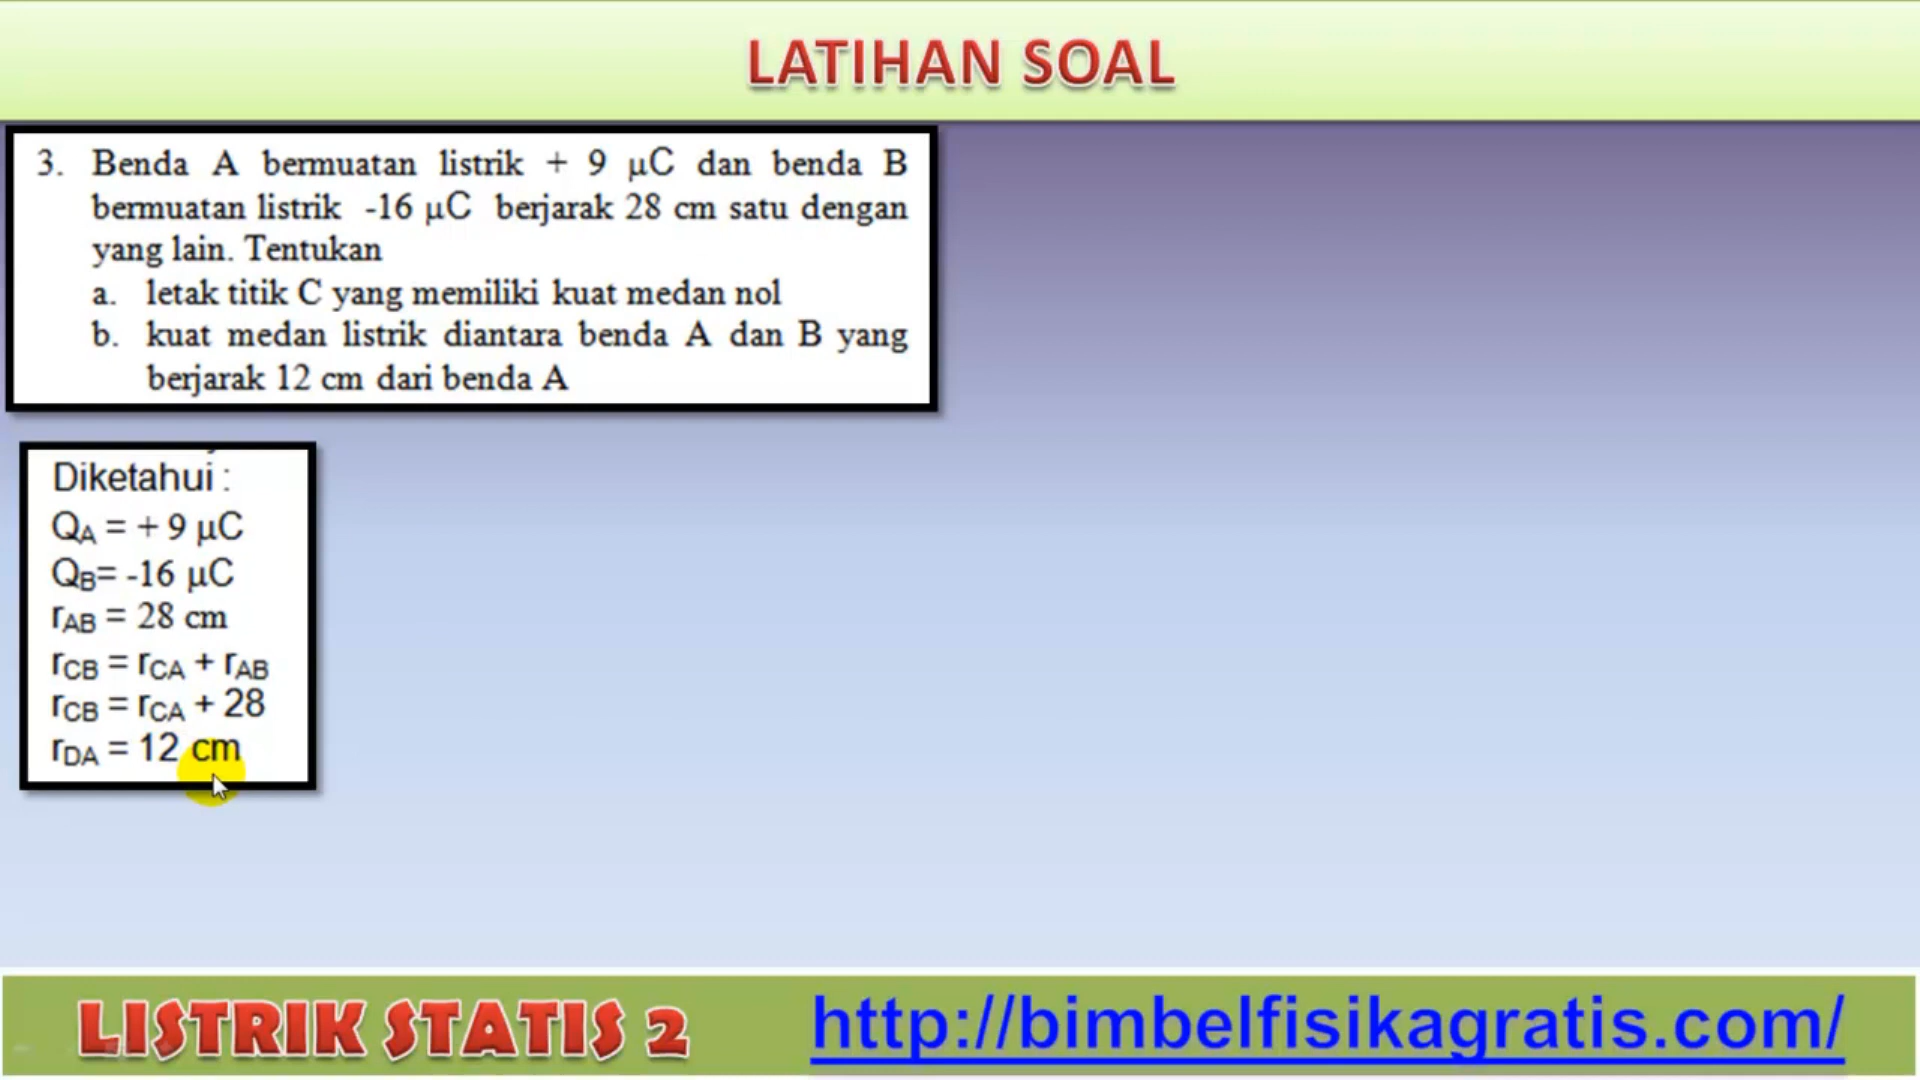 LATIHAN SOAL
3. Benda A bermuatan listrik + 9 μC dan benda B
bermuatan listrik -16 μC berjarak 28 cm satu dengan
yang lain. Tentukan
a. letak titik C yang memiliki kuat medan nol
b. kuat medan listrik diantara benda A dan B yang
berjarak 12 cm dari benda A
Diketahui :
QA = + 9 μC
QB= -16 μC
rAB = 28 cm
rCB = rCA + rAB
rCB = rCA + 28
rDA = 12 cm
LISTRIK STATIS 2
http://bimbelfisikagratis.com/